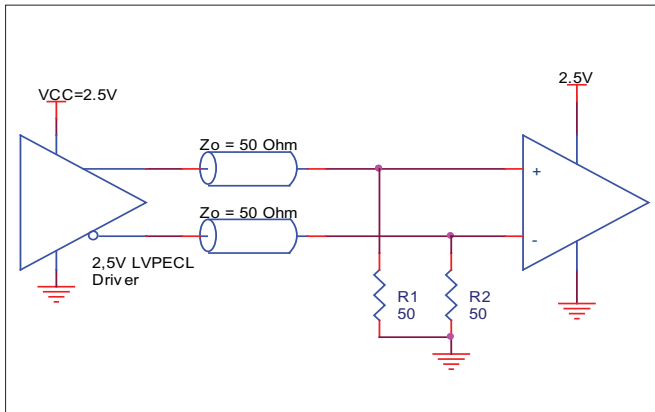 VCC=2.5V
2.5V
Zo = 50 Ohm
+
Zo = 50 Ohm
-
2,5V LVPECL
Driver
R1
50
R2
50